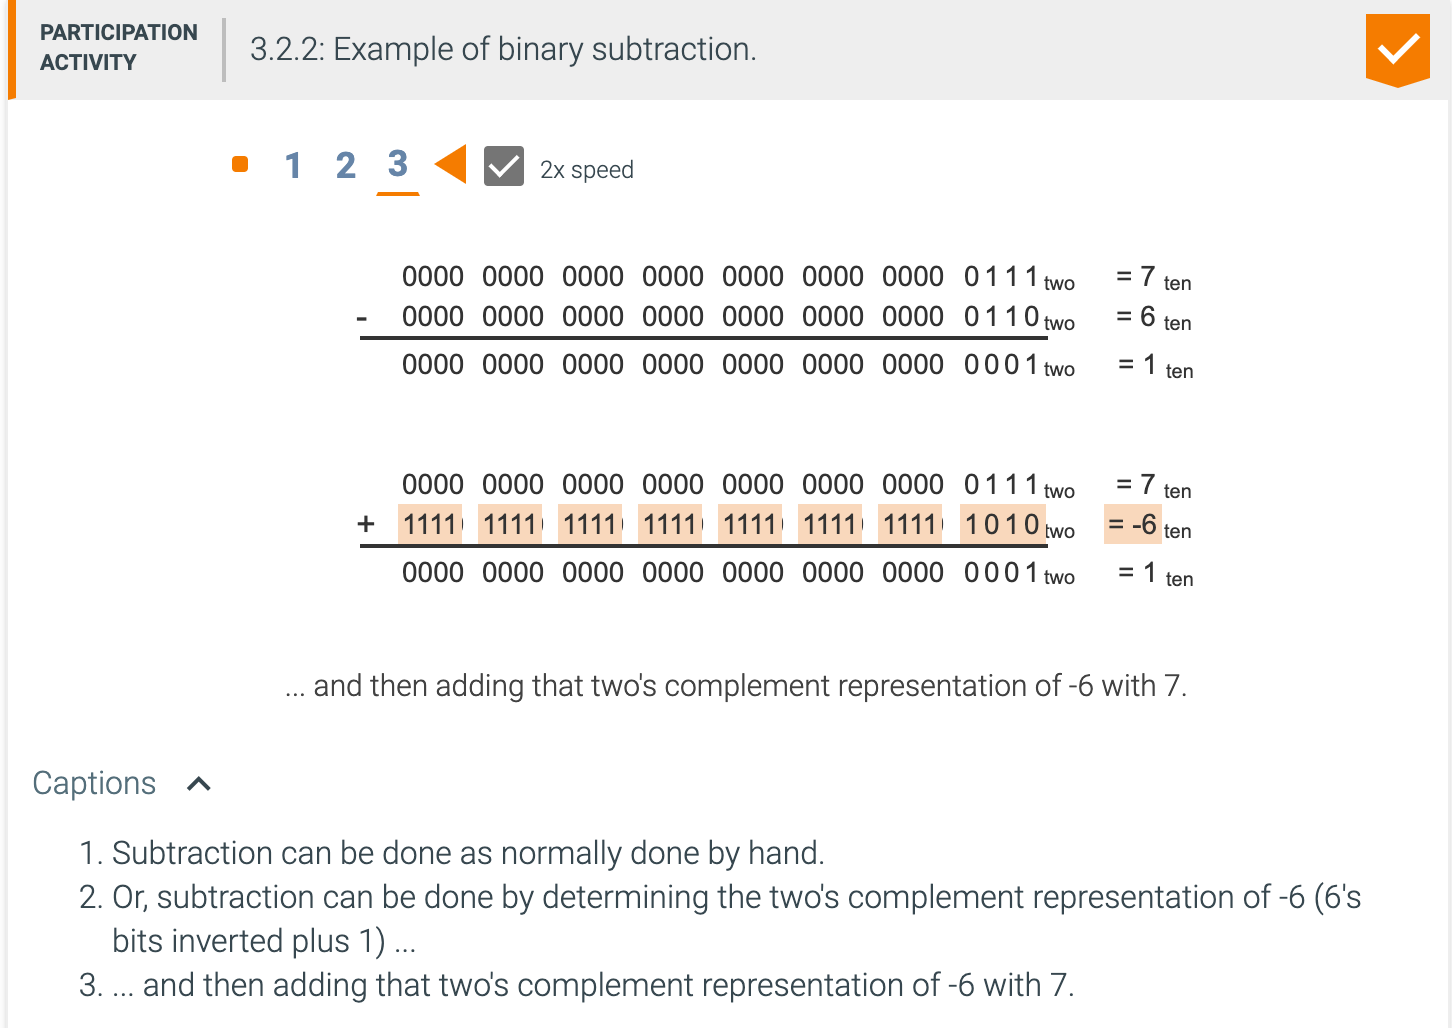 PARTICIPATION
ACTIVITY
3.2.2: Example of binary subtraction.
1 2 3 2x speed
0000 0000 0000 0000 0000 0000 0000 0111 two = 7 ten
- 0000 0000 0000 0000 0000 0000 0000 0110 two = 6 ten
0000 0000 0000 0000 0000 0000 0000 0001 two = 1 ten
0000 0000 0000 0000 0000 0000 0000 0111 two = 7 ten
+ 1111 1111 1111 1111 1111 1111 1111 1010 two = -6 ten
0000 0000 0000 0000 0000 0000 0000 0001 two = 1 ten
... and then adding that two's complement representation of -6 with 7.
Captions
1. Subtraction can be done as normally done by hand.
2. Or, subtraction can be done by determining the two's complement representation of -6 (6's
bits inverted plus 1) ...
3. ... and then adding that two's complement representation of -6 with 7.